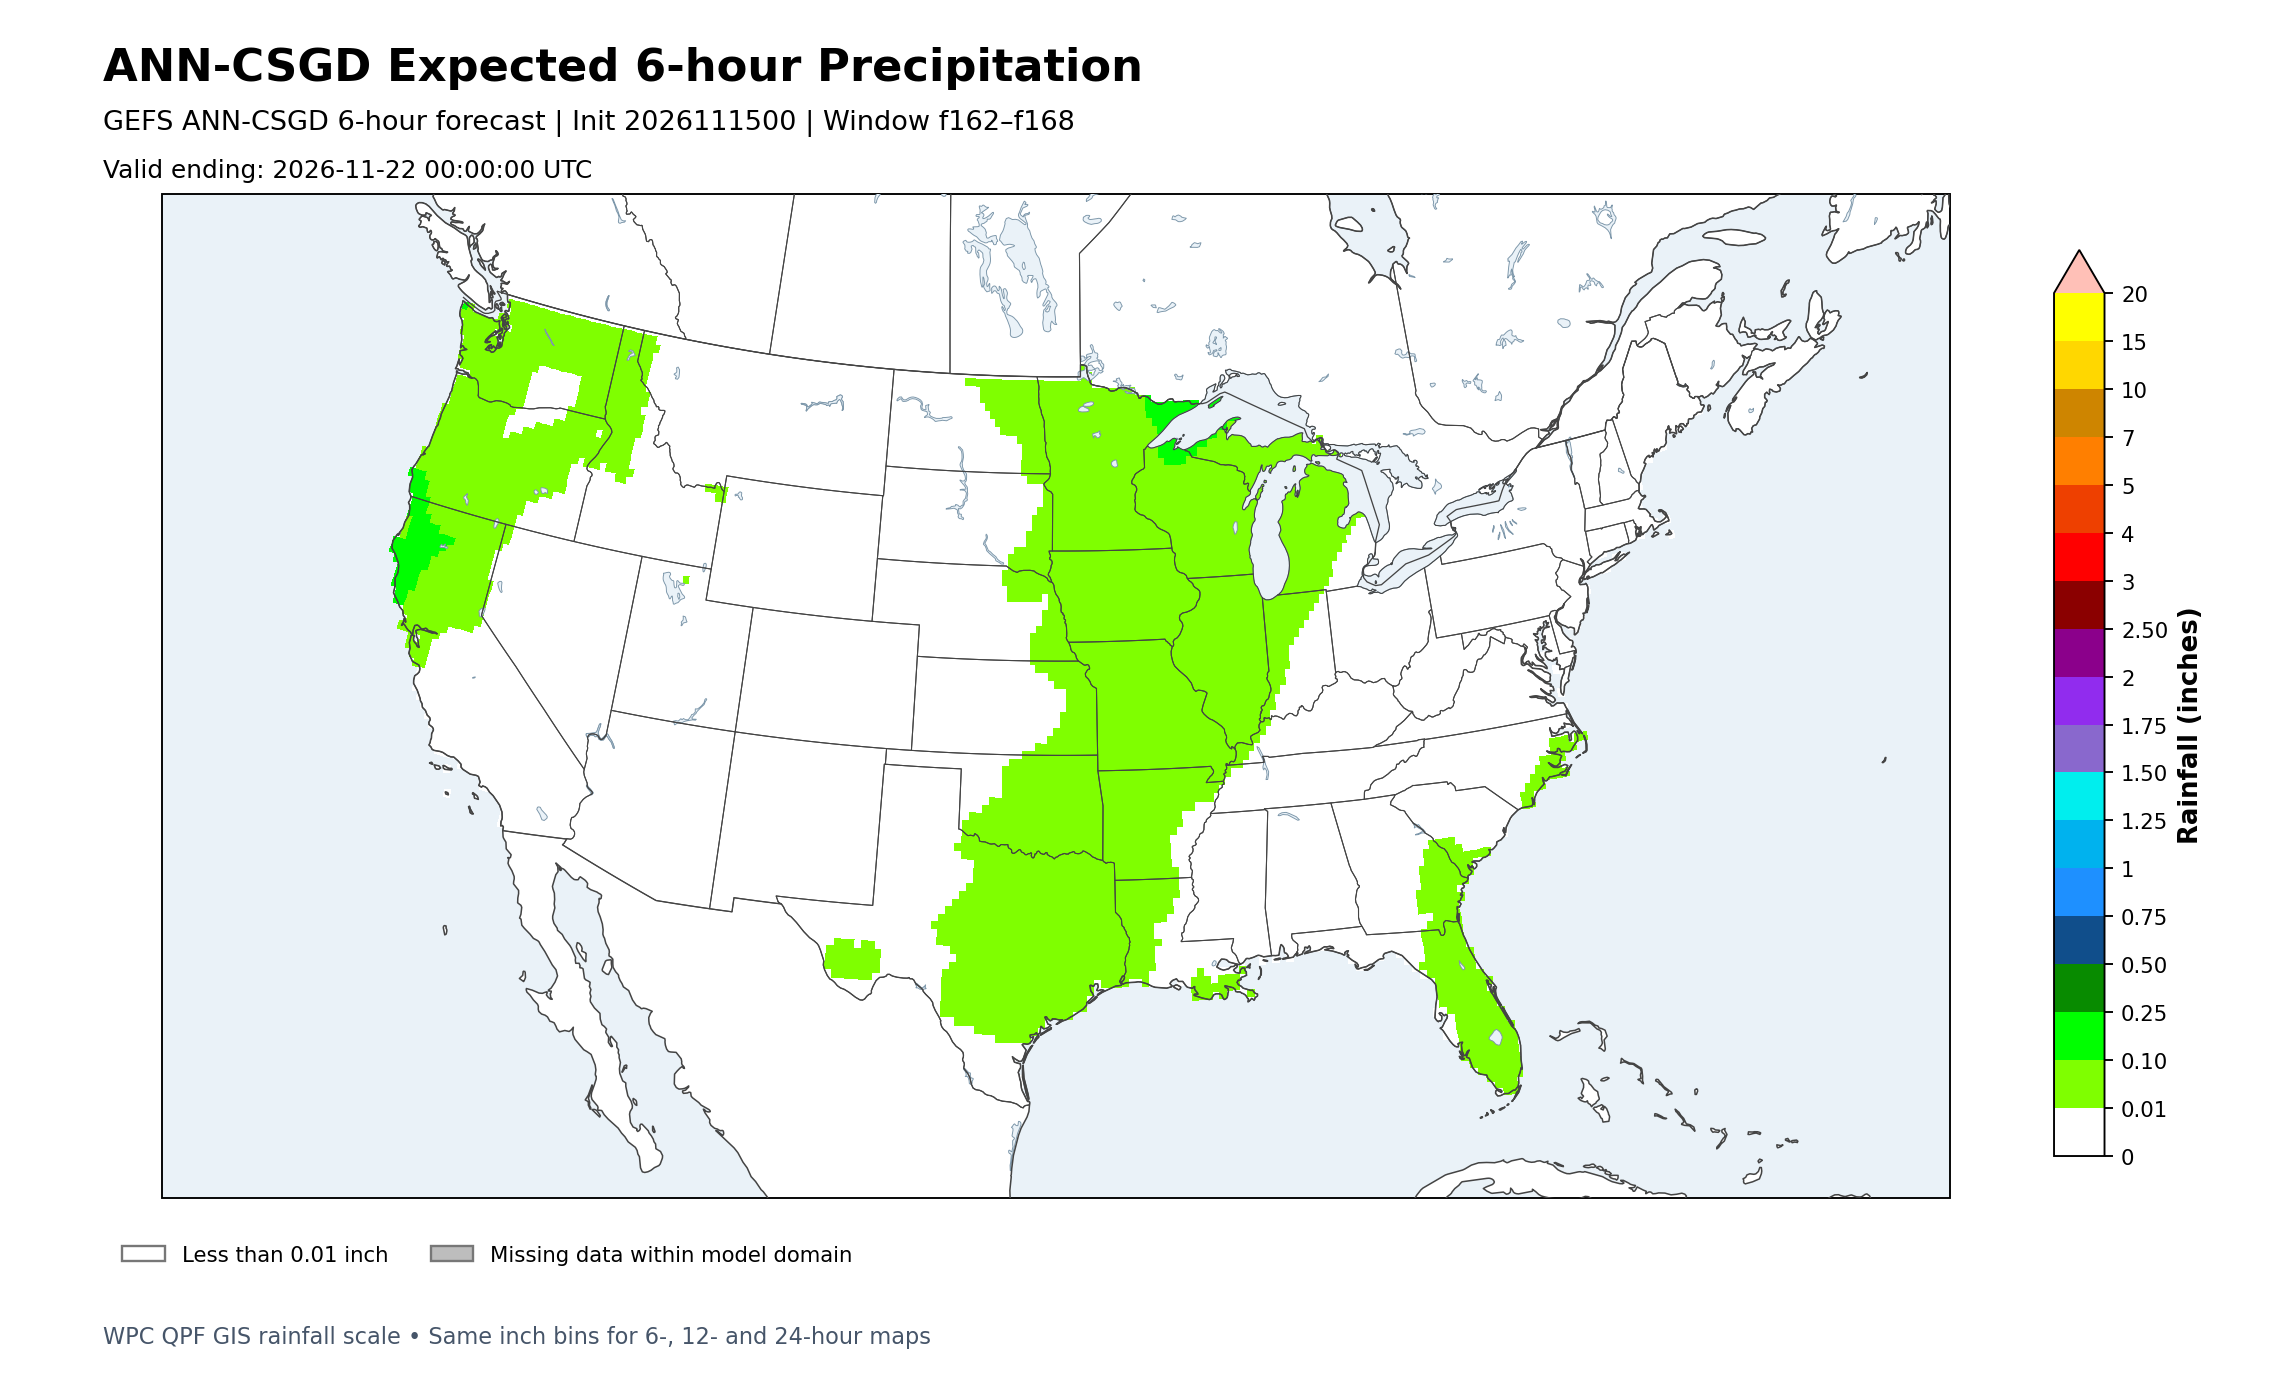 ANN-CSGD Expected 6-hour Precipitation
GEFS ANN-CSGD 6-hour forecast | Init 2026111500 | Window f162–f168
Valid ending: 2026-11-22 00:00:00 UTC
20
15
10
7
5
4
3
2.50
2
1.75
1.50
1.25
1
0.75
0.50
0.25
0.10
0.01
0
Rainfall (inches)
Less than 0.01 inch
Missing data within model domain
WPC QPF GIS rainfall scale • Same inch bins for 6-, 12- and 24-hour maps